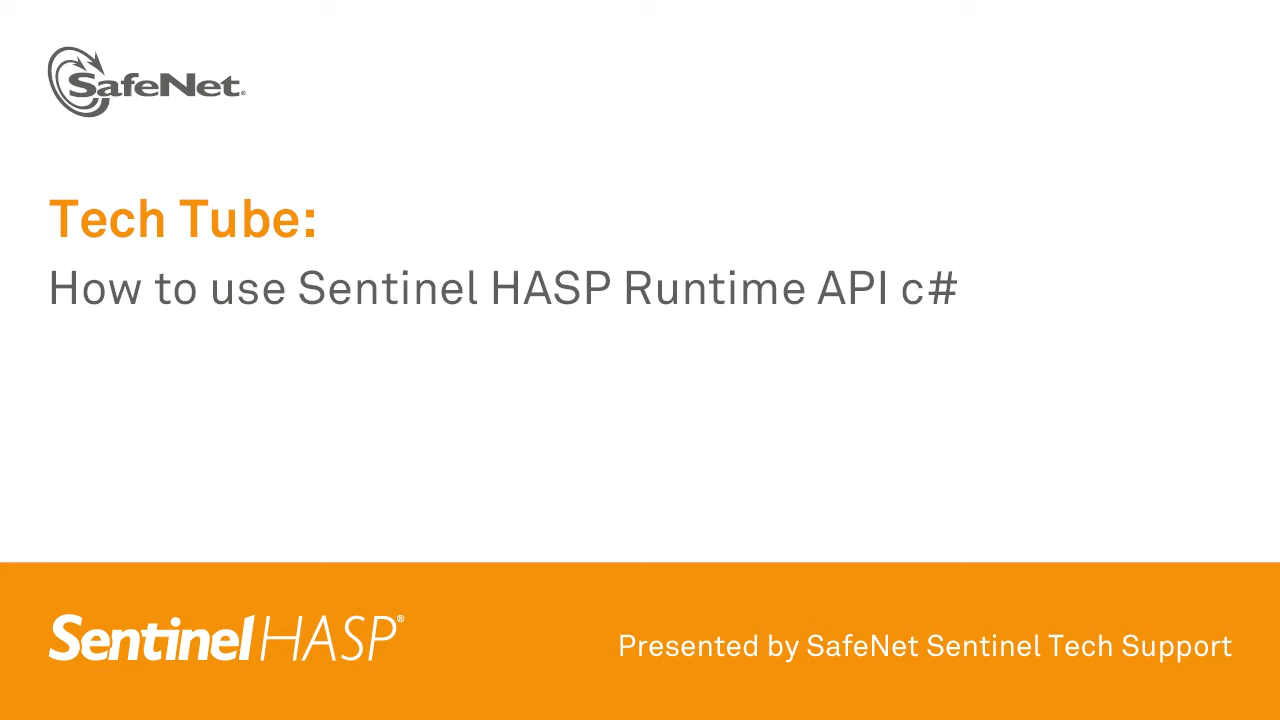 SafeNet®
Tech Tube:
How to use Sentinel HASP Runtime API c#
Sentinel HASP®
Presented by SafeNet Sentinel Tech Support